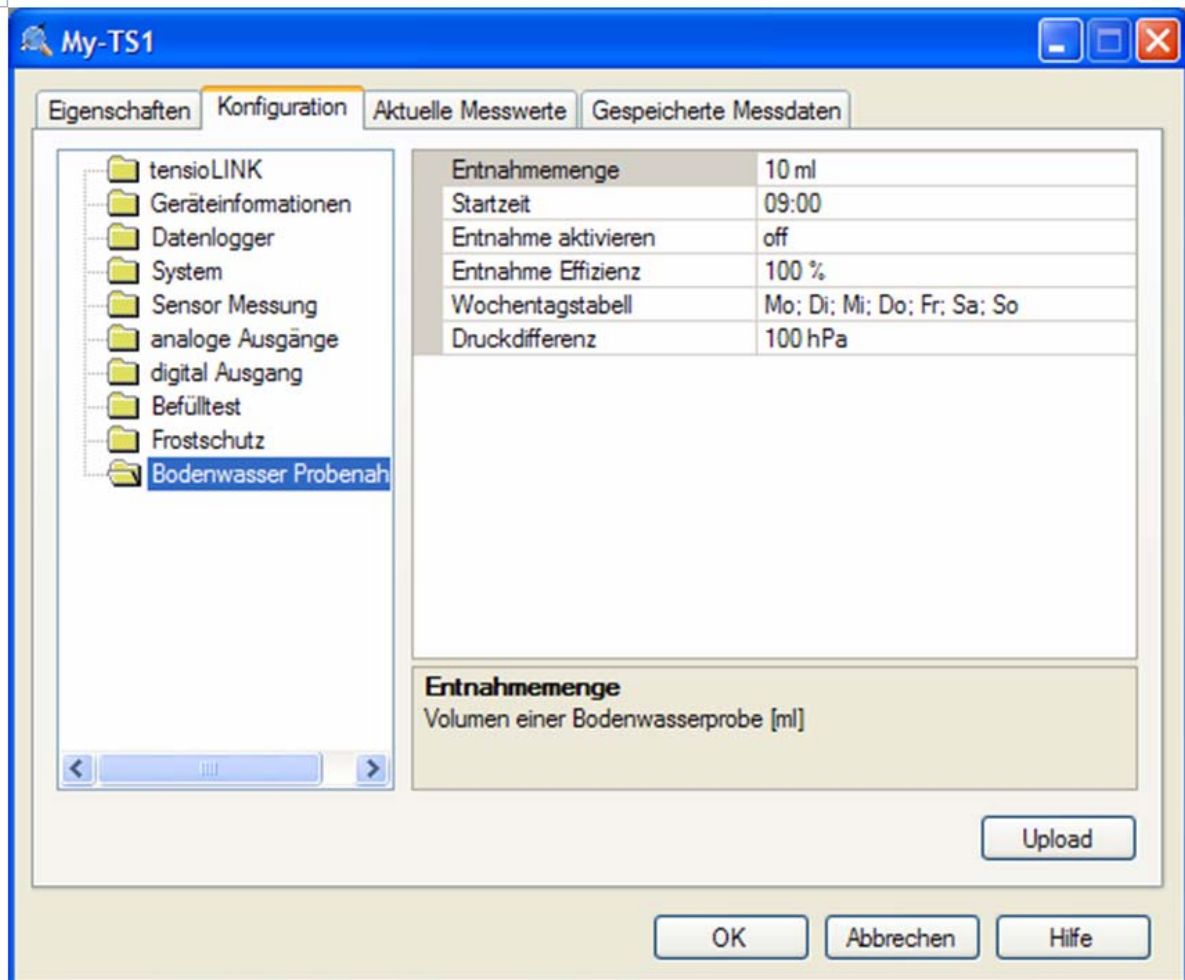 My-TS1
Eigenschaften Konfiguration Aktuelle Messwerte Gespeicherte Messdaten
tensioLINK
Geräteinformationen
Datenlogger
System
Sensor Messung
analoge Ausgänge
digital Ausgang
Befülltest
Frostschutz
Bodenwasser Probenah
Entnahmemenge 10 ml
Startzeit 09:00
Entnahme aktivieren off
Entnahme Effizienz 100 %
Wochentagstabell Mo; Di; Mi; Do; Fr; Sa; So
Druckdifferenz 100 hPa
Entnahmemenge
Volumen einer Bodenwasserprobe [ml]
Upload
OK Abbrechen Hilfe